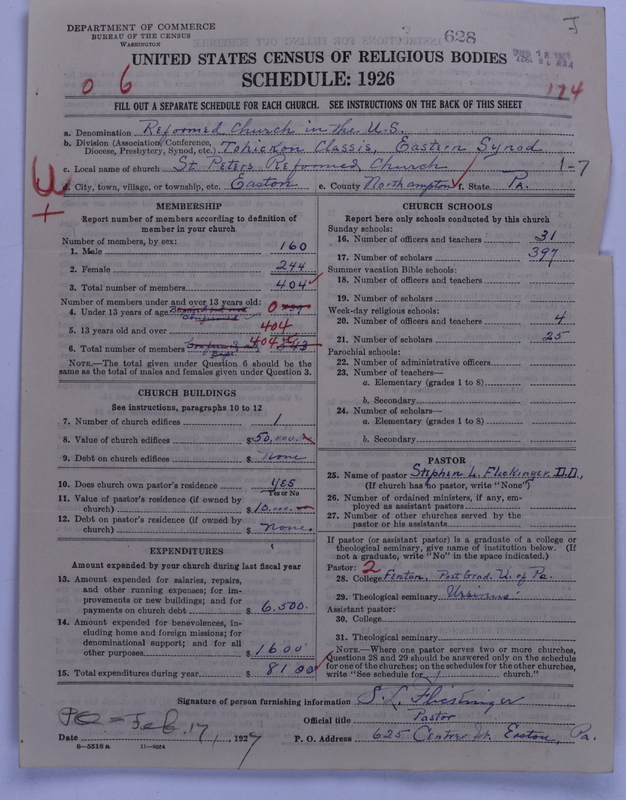 DEPARTMENT OF COMMERCE
BUREAU OF THE CENSUS
WASHINGTON
628
J
UNITED STATES CENSUS OF RELIGIOUS BODIES
SCHEDULE: 1926
0 6
174
FILL OUT A SEPARATE SCHEDULE FOR EACH CHURCH. SEE INSTRUCTIONS ON THE BACK OF THIS SHEET
a. Denomination Reformed Church in the U.S.
b. Division (Association, Conference, Diocese, Presbytery, Synod, etc.) Tohickon Classis, Eastern Synod
c. Local name of church St. Peters Reformed Church 1-7
d. City, town, village, or township, etc. Easton e. County Northampton f. State Pa.
MEMBERSHIP
Report number of members according to definition of member in your church
Number of members, by sex:
1. Male 160
2. Female 244
3. Total number of members 404
Number of members under and over 13 years old:
4. Under 13 years of age 0
5. 13 years old and over 404
6. Total number of members 404
NOTE.—The total given under Question 6 should be the same as the total of males and females given under Question 3.
CHURCH BUILDINGS
See instructions, paragraphs 10 to 12
7. Number of church edifices 1
8. Value of church edifices $50,000
9. Debt on church edifices $ None
10. Does church own pastor's residence? Yes
Yes or No
11. Value of pastor's residence (if owned by church) $10,000
12. Debt on pastor's residence (if owned by church) $ None.
EXPENDITURES
Amount expended by your church during last fiscal year
13. Amount expended for salaries, repairs, and other running expenses; for improvements or new buildings; and for payments on church debt $ 6,500.
14. Amount expended for benevolences, including home and foreign missions; for denominational support; and for all other purposes $ 1600
15. Total expenditures during year $ 8100
CHURCH SCHOOLS
Report here only schools conducted by this church
Sunday schools:
16. Number of officers and teachers 31
17. Number of scholars 397
Summer vacation Bible schools:
18. Number of officers and teachers
19. Number of scholars
Week-day religious schools:
20. Number of officers and teachers 4
21. Number of scholars 25
Parochial schools:
22. Number of administrative officers
23. Number of teachers—
a. Elementary (grades 1 to 8)
b. Secondary
24. Number of scholars—
a. Elementary (grades 1 to 8)
b. Secondary
PASTOR
25. Name of pastor Stephen L. Flickinger D.D.,
(If church has no pastor, write "None")
26. Number of ordained ministers, if any, employed as assistant pastors
27. Number of other churches served by the pastor or his assistants
If pastor (or assistant pastor) is a graduate of a college or theological seminary, give name of institution below. (If not a graduate, write "No" in the space indicated.)
Pastor: 2
28. College Post Grad. U. of Pa.
29. Theological seminary Ursinus
Assistant pastor:
30. College
31. Theological seminary
NOTE.—Where one pastor serves two or more churches, Questions 28 and 29 should be answered only on the schedule for one of the churches; on the schedules for the other churches, write "See schedule for church."
Signature of person furnishing information S. L. Flickinger
Official title Pastor
Date Feb. 17, 1927 P. O. Address 625 Centre St. Easton, Pa.
8—5518 a 11—9034